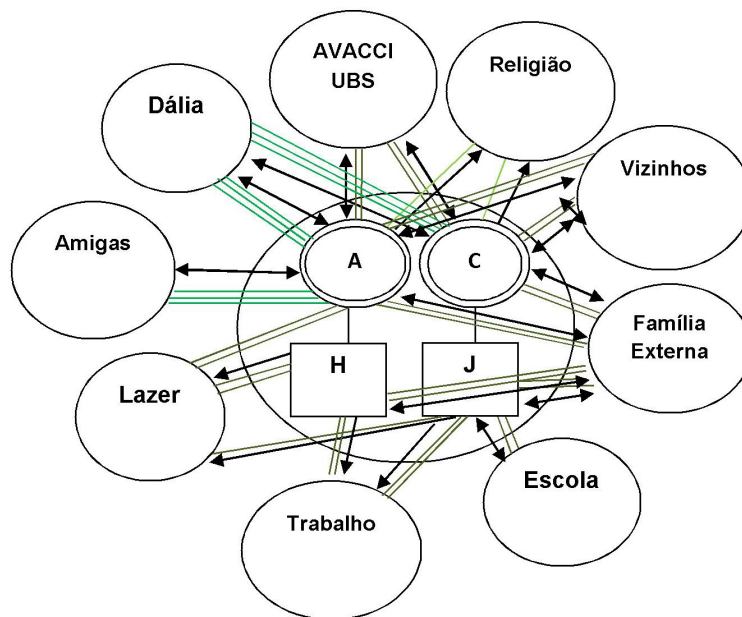 AVACCI
UBS
Religião
Dália
Vizinhos
Amigas
A
C
Família
Externa
H
J
Lazer
Escola
Trabalho